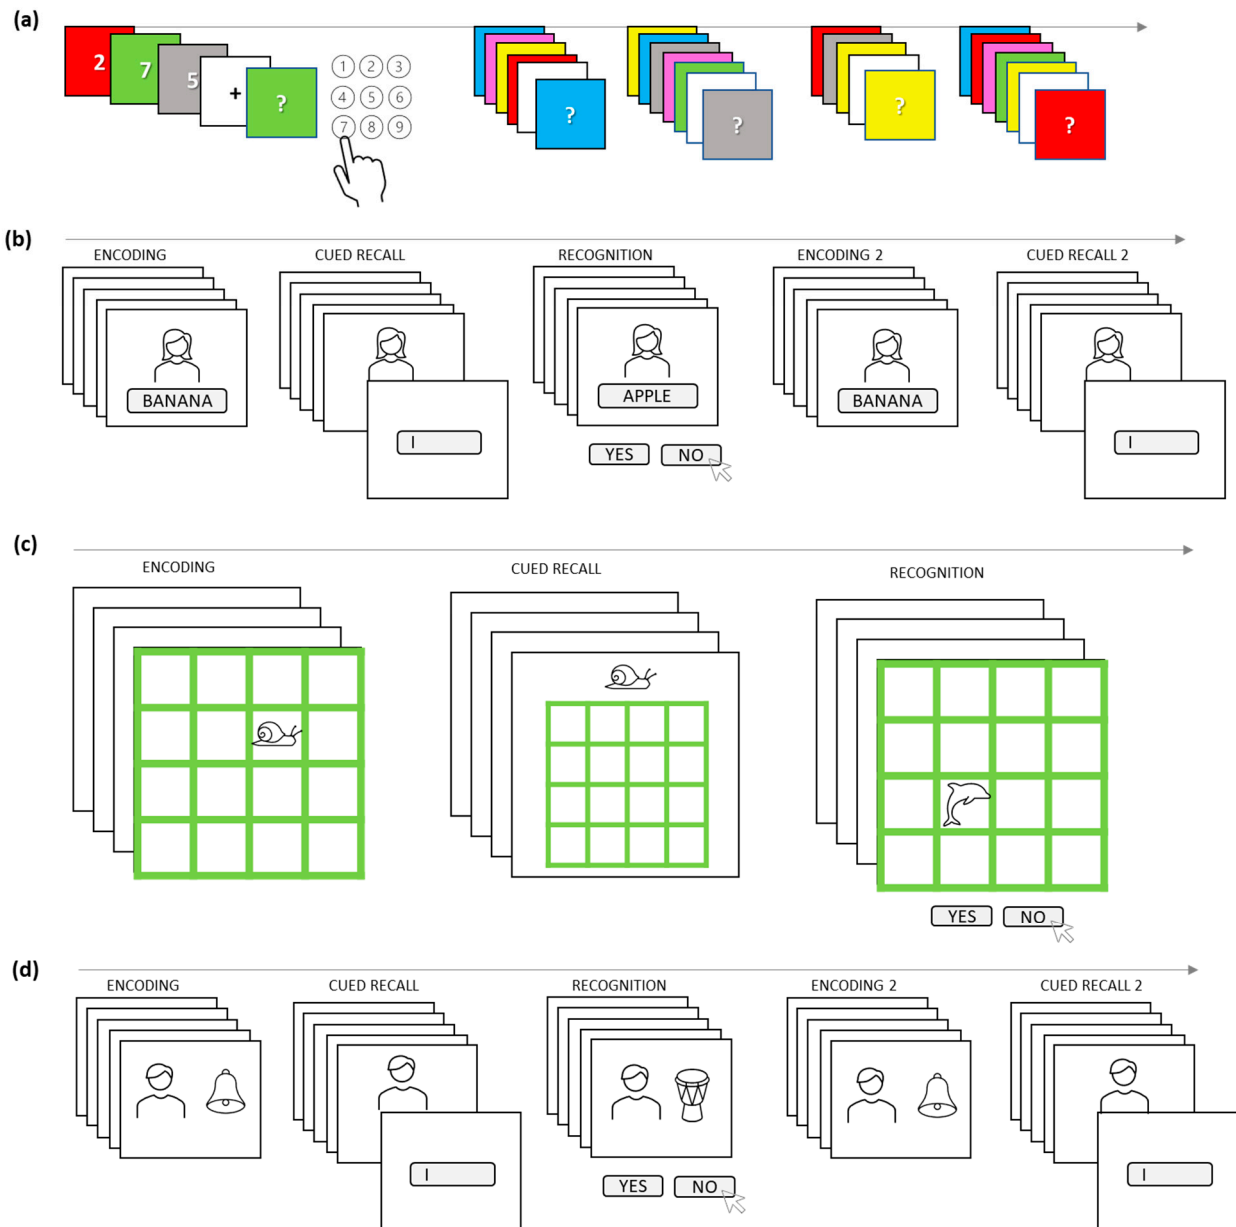 (a)
2
7
5
+
?
1 2 3
4 5 6
7 8 9
?
?
?
?
(b)
ENCODING
CUED RECALL
RECOGNITION
ENCODING 2
CUED RECALL 2
BANANA
I
APPLE
YES
NO
BANANA
I
(c)
ENCODING
CUED RECALL
RECOGNITION
YES
NO
(d)
ENCODING
CUED RECALL
RECOGNITION
ENCODING 2
CUED RECALL 2
I
YES
NO
I